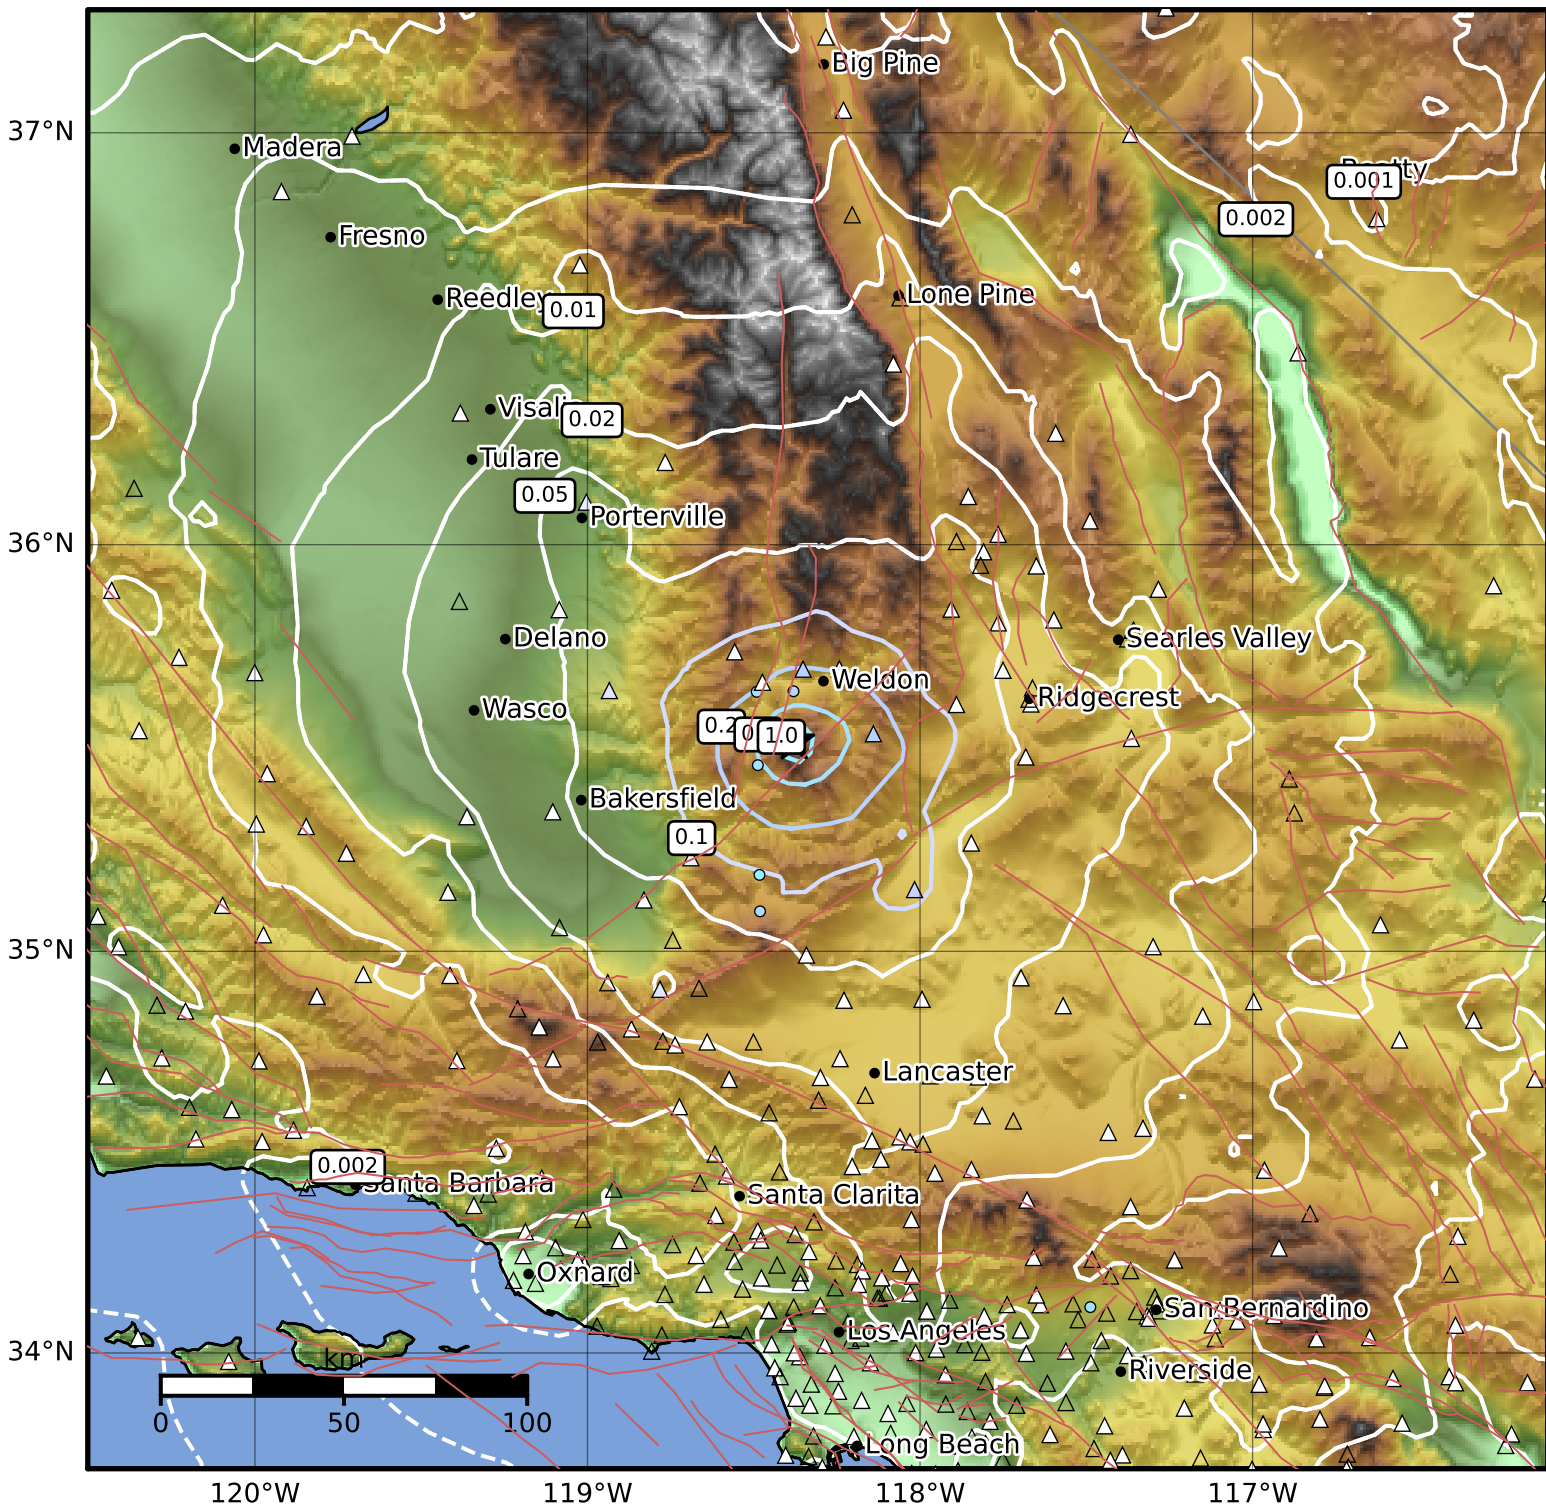 Big Pine
37°N
Madera
0.001
0.002
Fresno
Reedley
Lone Pine
0.01
Visalia
0.02
Tulare
0.05
Porterville
36°N
Delano
Searles Valley
Weldon
Ridgecrest
Wasco
0.2
1.0
Bakersfield
0.1
35°N
Lancaster
0.002
Santa Barbara
Santa Clarita
Oxnard
San Bernardino
Los Angeles
34°N
km
Riverside
0
50
100
Long Beach
120°W
119°W
118°W
117°W